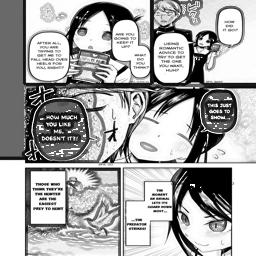 HOW DID
IT GO?
USING
ROMANTIC
ADVICE TO
TRY TO GET
THE ONE
YOU WANT,
HUH?
ARE YOU
GOING TO
KEEP IT
UP?
WHAT
DO YOU
THINK?
AFTER ALL,
YOU ARE
TRYING TO
GET ME TO
FALL HEAD OVER
HEELS FOR YOU,
RIGHT?
THIS JUST
GOES TO
SHOW...
...HOW MUCH
YOU LIKE
ME,
DOESN'T IT?!
THE
MOMENT
AN ANIMAL
LETS ITS
GUARD DOWN
MOST...
...THE
PREDATOR
STRIKES!
THOSE WHO
THINK THEY'RE
THE HUNTER
ARE THE
EASIEST
PREY TO HUNT